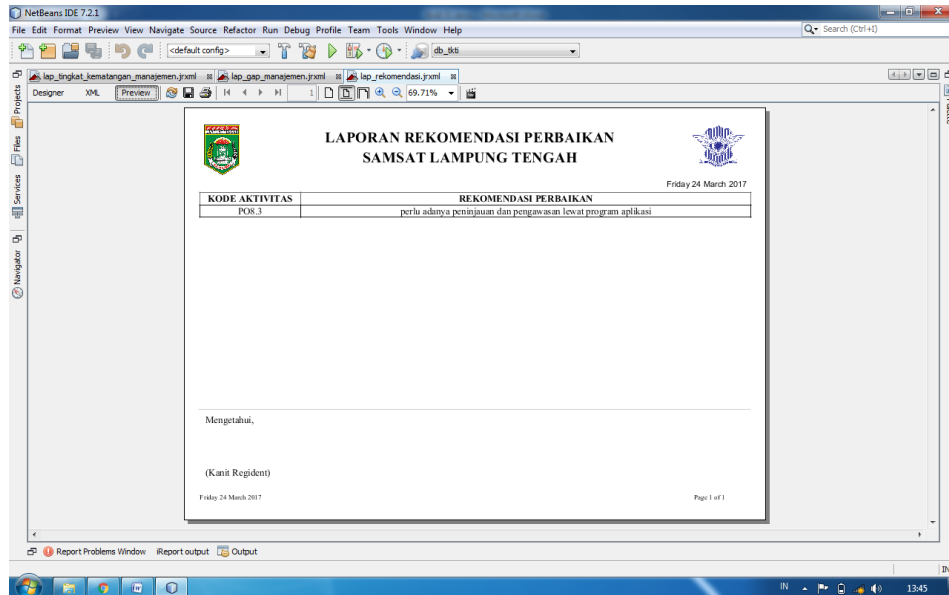 NetBeans IDE 7.2.1
File Edit Format Preview View Navigate Source Refactor Run Debug Profile Team Tools Window Help
Search (Ctrl+I)
<default config>
db_tkti
lap_tingkat_kematangan_manajemen.jrxml
lap_gap_manajemen.jrxml
lap_rekomendasi.jrxml
Designer XML Preview
1
69.71%
Projects
Files
Services
Navigator
LAPORAN REKOMENDASI PERBAIKAN
SAMSAT LAMPUNG TENGAH
Friday 24 March 2017
KODE AKTIVITAS REKOMENDASI PERBAIKAN
PO8.3 perlu adanya peninjauan dan pengawasan lewat program aplikasi
Mengetahui,
(Kanit Regident)
Friday 24 March 2017 Page 1 of 1
Report Problems Window iReport output Output
IN
IN 13:45